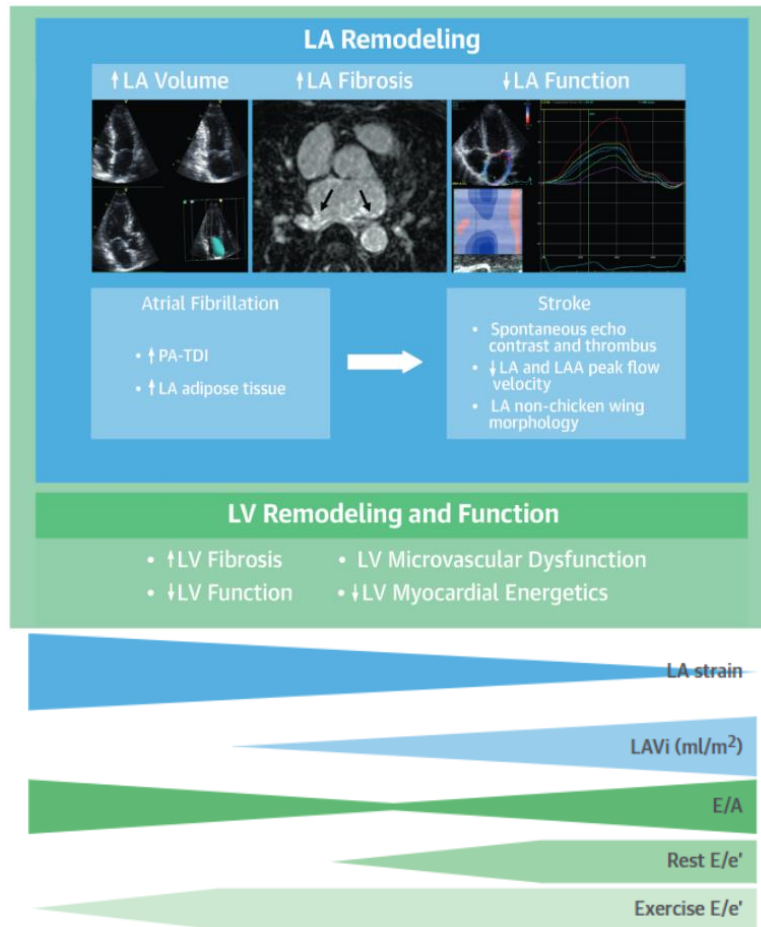 LA Remodeling
↑LA Volume
↑LA Fibrosis
↓LA Function
Atrial Fibrillation
• ↑PA-TDI
• ↑LA adipose tissue
Stroke
• Spontaneous echo
contrast and thrombus
• ↓LA and LAA peak flow
velocity
• LA non-chicken wing
morphology
LV Remodeling and Function
• ↑LV Fibrosis
• LV Microvascular Dysfunction
• ↓LV Function
• ↓LV Myocardial Energetics
LA strain
LAVi (ml/m²)
E/A
Rest E/e'
Exercise E/e'